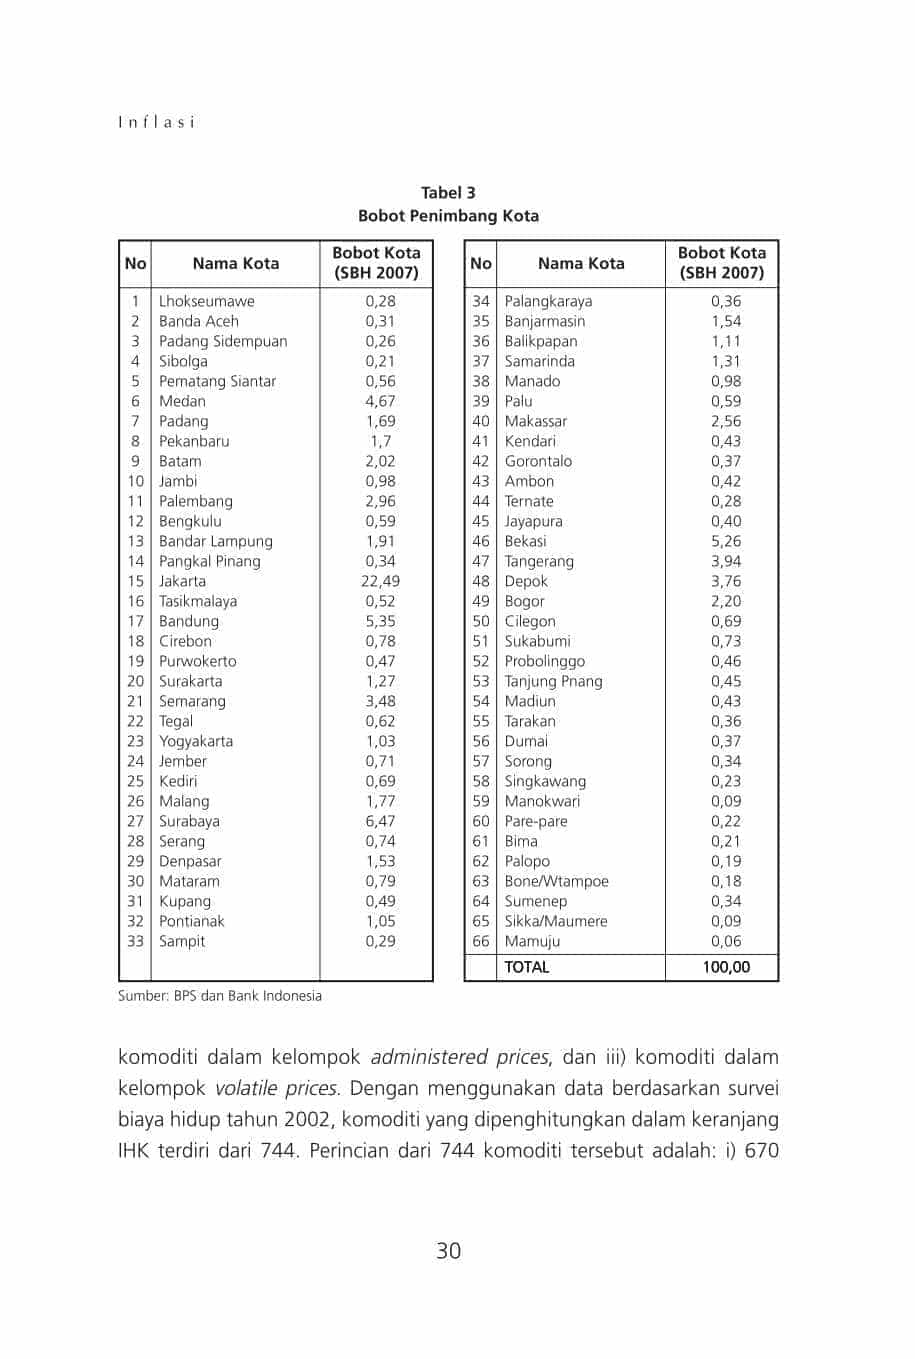 Inflasi
Tabel 3
Bobot Penimbang Kota
No Nama Kota Bobot Kota (SBH 2007)
1 Lhokseumawe 0,28
2 Banda Aceh 0,31
3 Padang Sidempuan 0,26
4 Sibolga 0,21
5 Pematang Siantar 0,56
6 Medan 4,67
7 Padang 1,69
8 Pekanbaru 1,7
9 Batam 2,02
10 Jambi 0,98
11 Palembang 2,96
12 Bengkulu 0,59
13 Bandar Lampung 1,91
14 Pangkal Pinang 0,34
15 Jakarta 22,49
16 Tasikmalaya 0,52
17 Bandung 5,35
18 Cirebon 0,78
19 Purwokerto 0,47
20 Surakarta 1,27
21 Semarang 3,48
22 Tegal 0,62
23 Yogyakarta 1,03
24 Jember 0,71
25 Kediri 0,69
26 Malang 1,77
27 Surabaya 6,47
28 Serang 0,74
29 Denpasar 1,53
30 Mataram 0,79
31 Kupang 0,49
32 Pontianak 1,05
33 Sampit 0,29
No Nama Kota Bobot Kota (SBH 2007)
34 Palangkaraya 0,36
35 Banjarmasin 1,54
36 Balikpapan 1,11
37 Samarinda 1,31
38 Manado 0,98
39 Palu 0,59
40 Makassar 2,56
41 Kendari 0,43
42 Gorontalo 0,37
43 Ambon 0,42
44 Ternate 0,28
45 Jayapura 0,40
46 Bekasi 5,26
47 Tangerang 3,94
48 Depok 3,76
49 Bogor 2,20
50 Cilegon 0,69
51 Sukabumi 0,73
52 Probolinggo 0,46
53 Tanjung Pnang 0,45
54 Madiun 0,43
55 Tarakan 0,36
56 Dumai 0,37
57 Sorong 0,34
58 Singkawang 0,23
59 Manokwari 0,09
60 Pare-pare 0,22
61 Bima 0,21
62 Palopo 0,19
63 Bone/Wtampoe 0,18
64 Sumenep 0,34
65 Sikka/Maumere 0,09
66 Mamuju 0,06
TOTAL 100,00
Sumber: BPS dan Bank Indonesia
komoditi dalam kelompok administered prices, dan iii) komoditi dalam
kelompok volatile prices. Dengan menggunakan data berdasarkan survei
biaya hidup tahun 2002, komoditi yang dipenghitungkan dalam keranjang
IHK terdiri dari 744. Perincian dari 744 komoditi tersebut adalah: i) 670
30